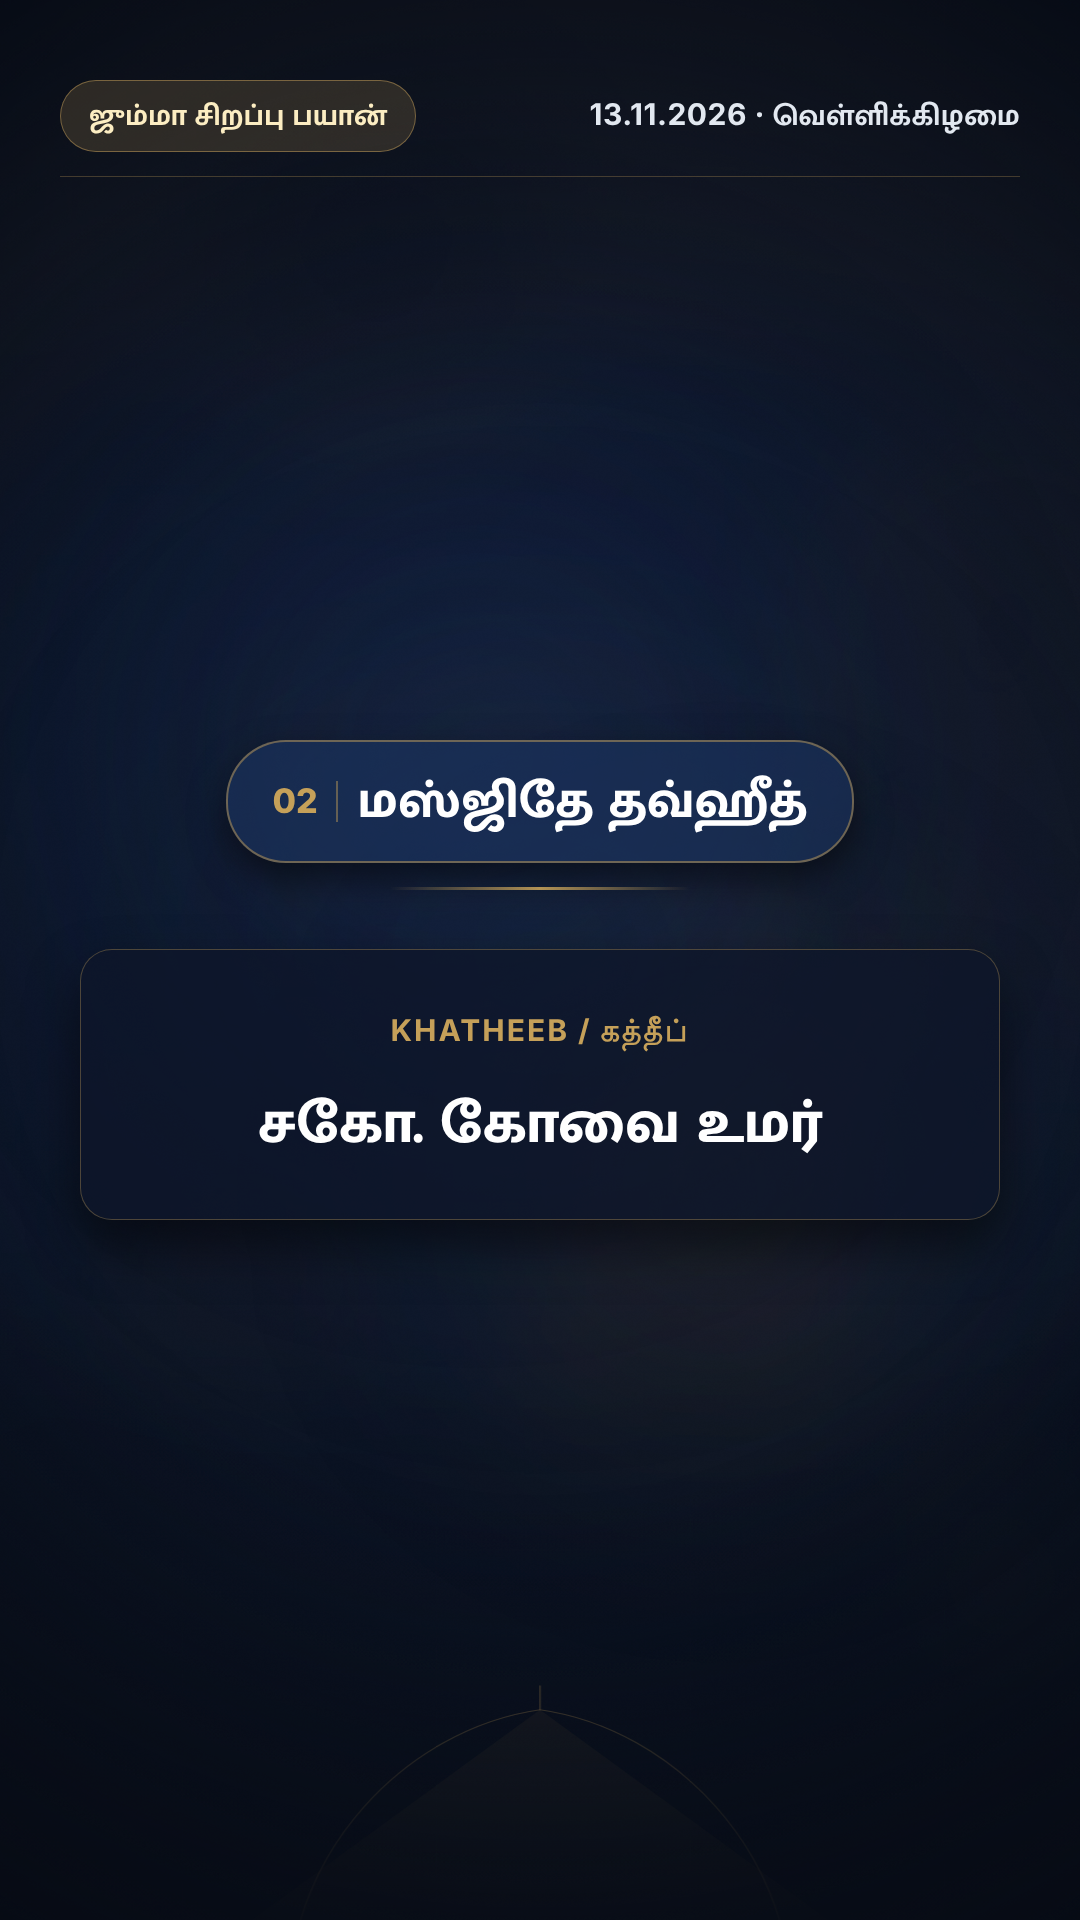 ஜும்மா சிறப்பு பயான்
13.11.2026 · வெள்ளிக்கிழமை
02 மஸ்ஜிதே தவ்ஹீத்
KHATHEEB / கத்தீப்
சகோ. கோவை உமர்